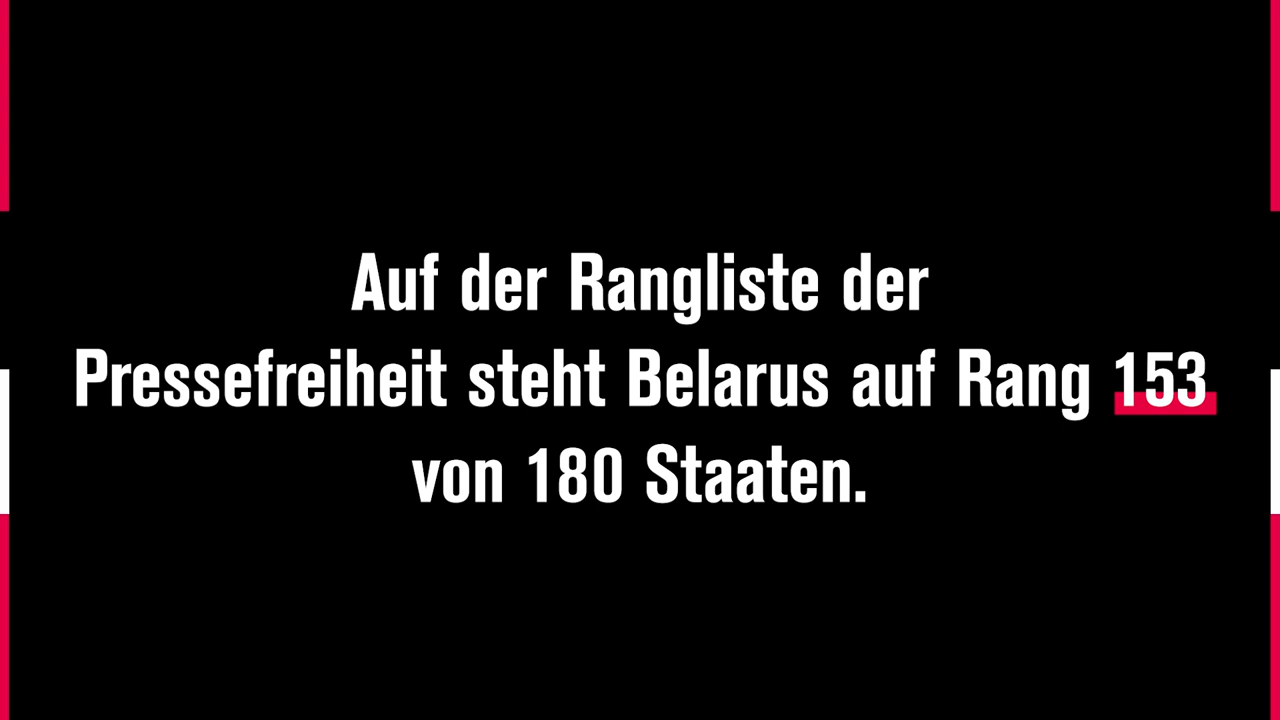 Auf der Rangliste der
Pressefreiheit steht Belarus auf Rang 153
von 180 Staaten.